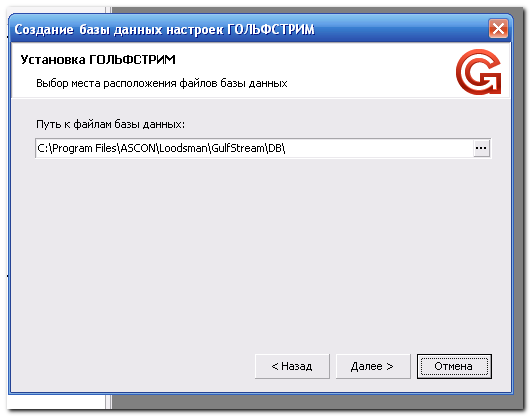 Создание базы данных настроек ГОЛЬФСТРИМ
Установка ГОЛЬФСТРИМ
Выбор места расположения файлов базы данных
Путь к файлам базы данных:
C:\Program Files\ASCON\Loodsman\GulfStream\DB\
...
< Назад
Далее >
Отмена